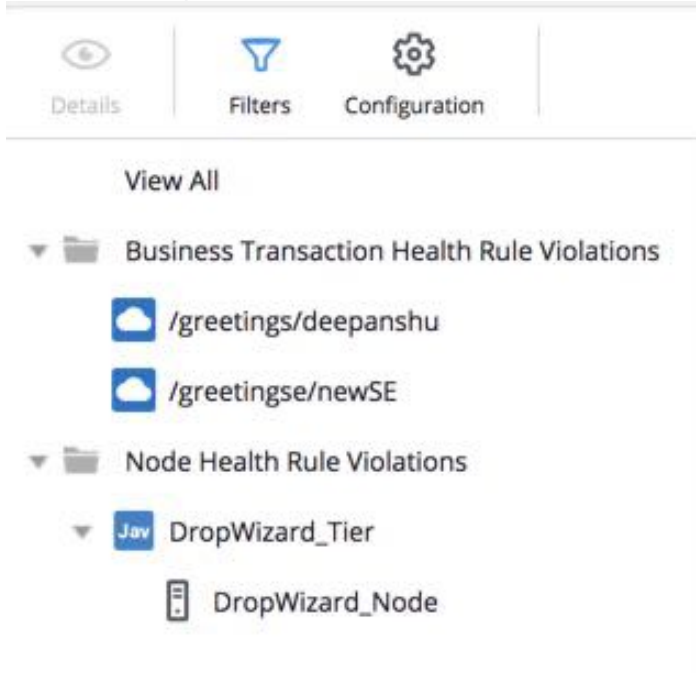 Details Filters Configuration
View All
Business Transaction Health Rule Violations
/greetings/deepanshu
/greetingse/newSE
Node Health Rule Violations
Jav DropWizard_Tier
DropWizard_Node